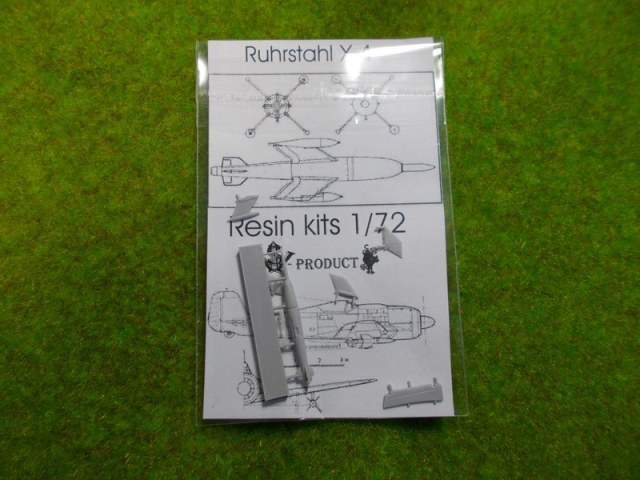 Ruhrstahl X-4
Resin kits 1/72
- PRODUCT